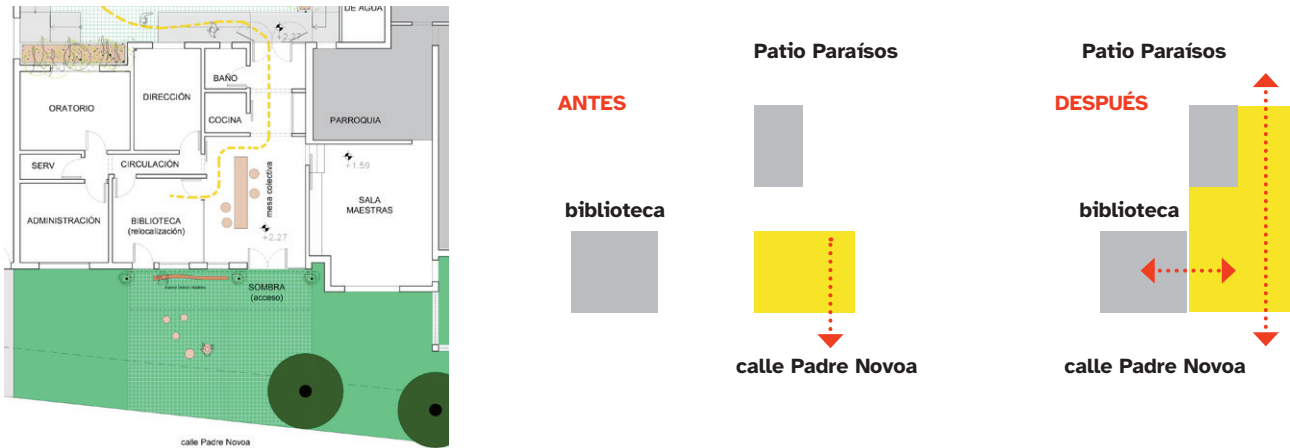 DE AGUA
+2.27
BAÑO
DIRECCIÓN
ORATORIO
COCINA
PARROQUIA
SERV
CIRCULACIÓN
+1.59
mesa colectiva
SALA
MAESTRAS
ADMINISTRACIÓN
BIBLIOTECA
(relocalización)
+2.27
SOMBRA
(acceso)
calle Padre Novoa
ANTES
Patio Paraísos
biblioteca
calle Padre Novoa
DESPUÉS
Patio Paraísos
biblioteca
calle Padre Novoa